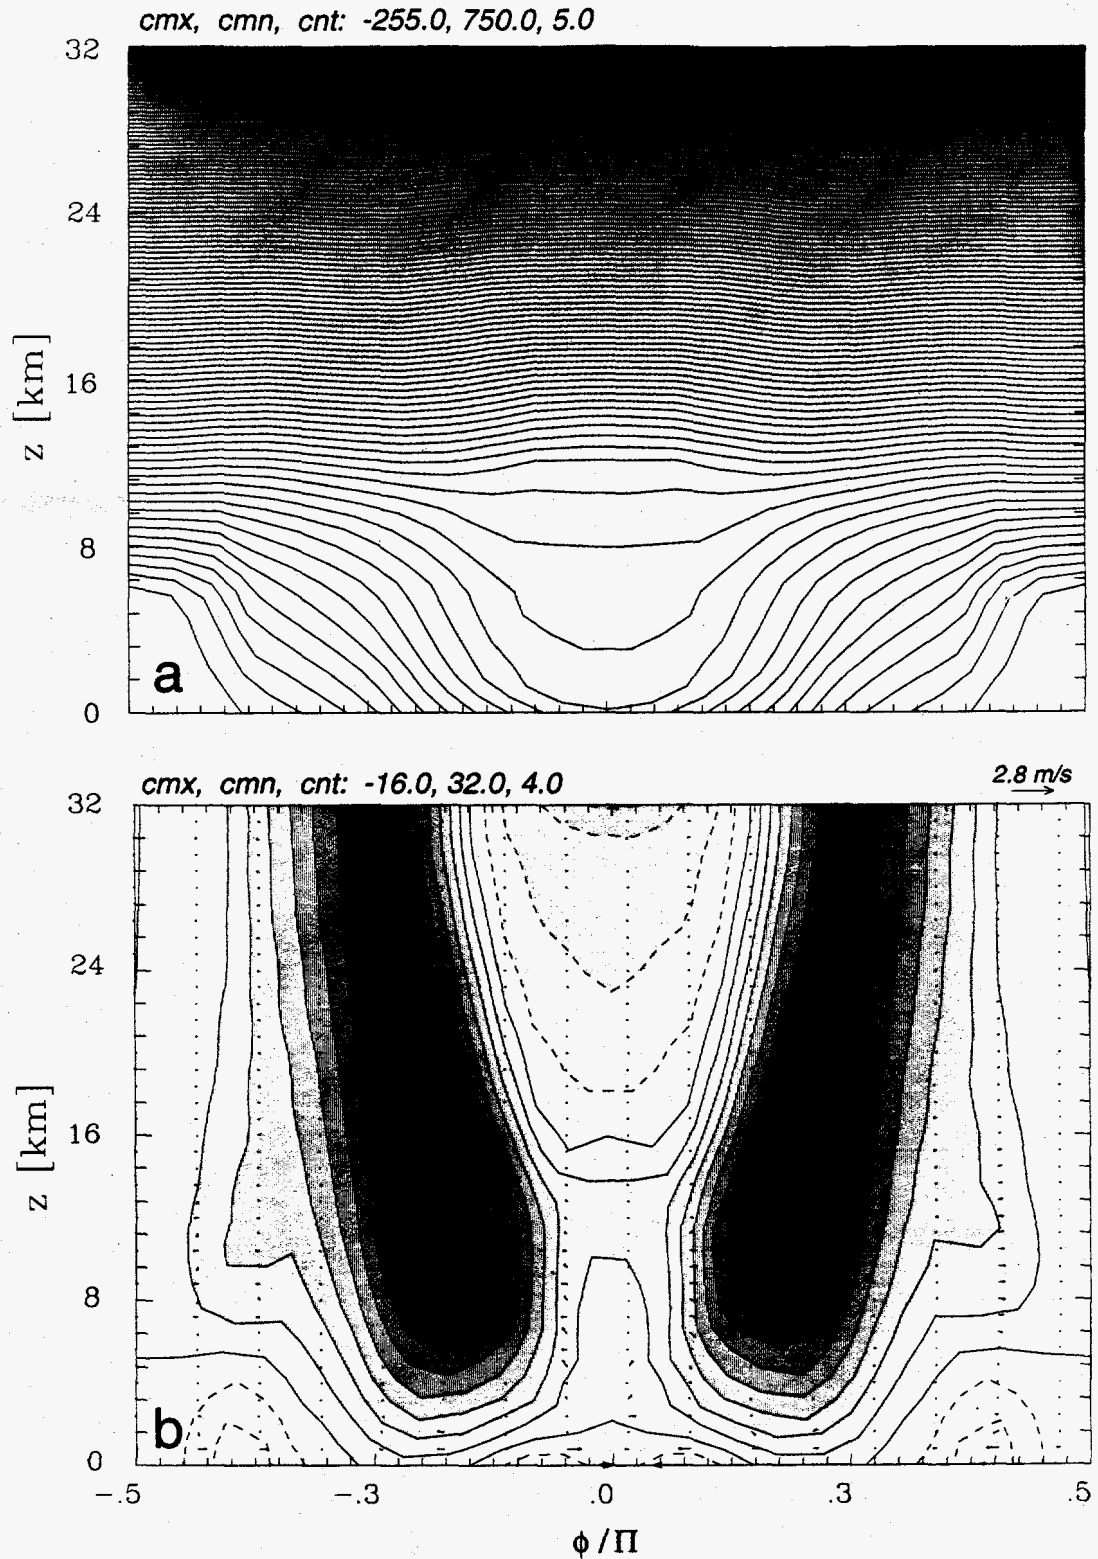 cmx, cmn, cnt: -255.0, 750.0, 5.0
32
24
16
8
0
z [km]
a
cmx, cmn, cnt: -16.0, 32.0, 4.0
2.8 m/s
32
24
16
8
0
z [km]
b
-.5
-.3
.0
.3
.5
ϕ/Π